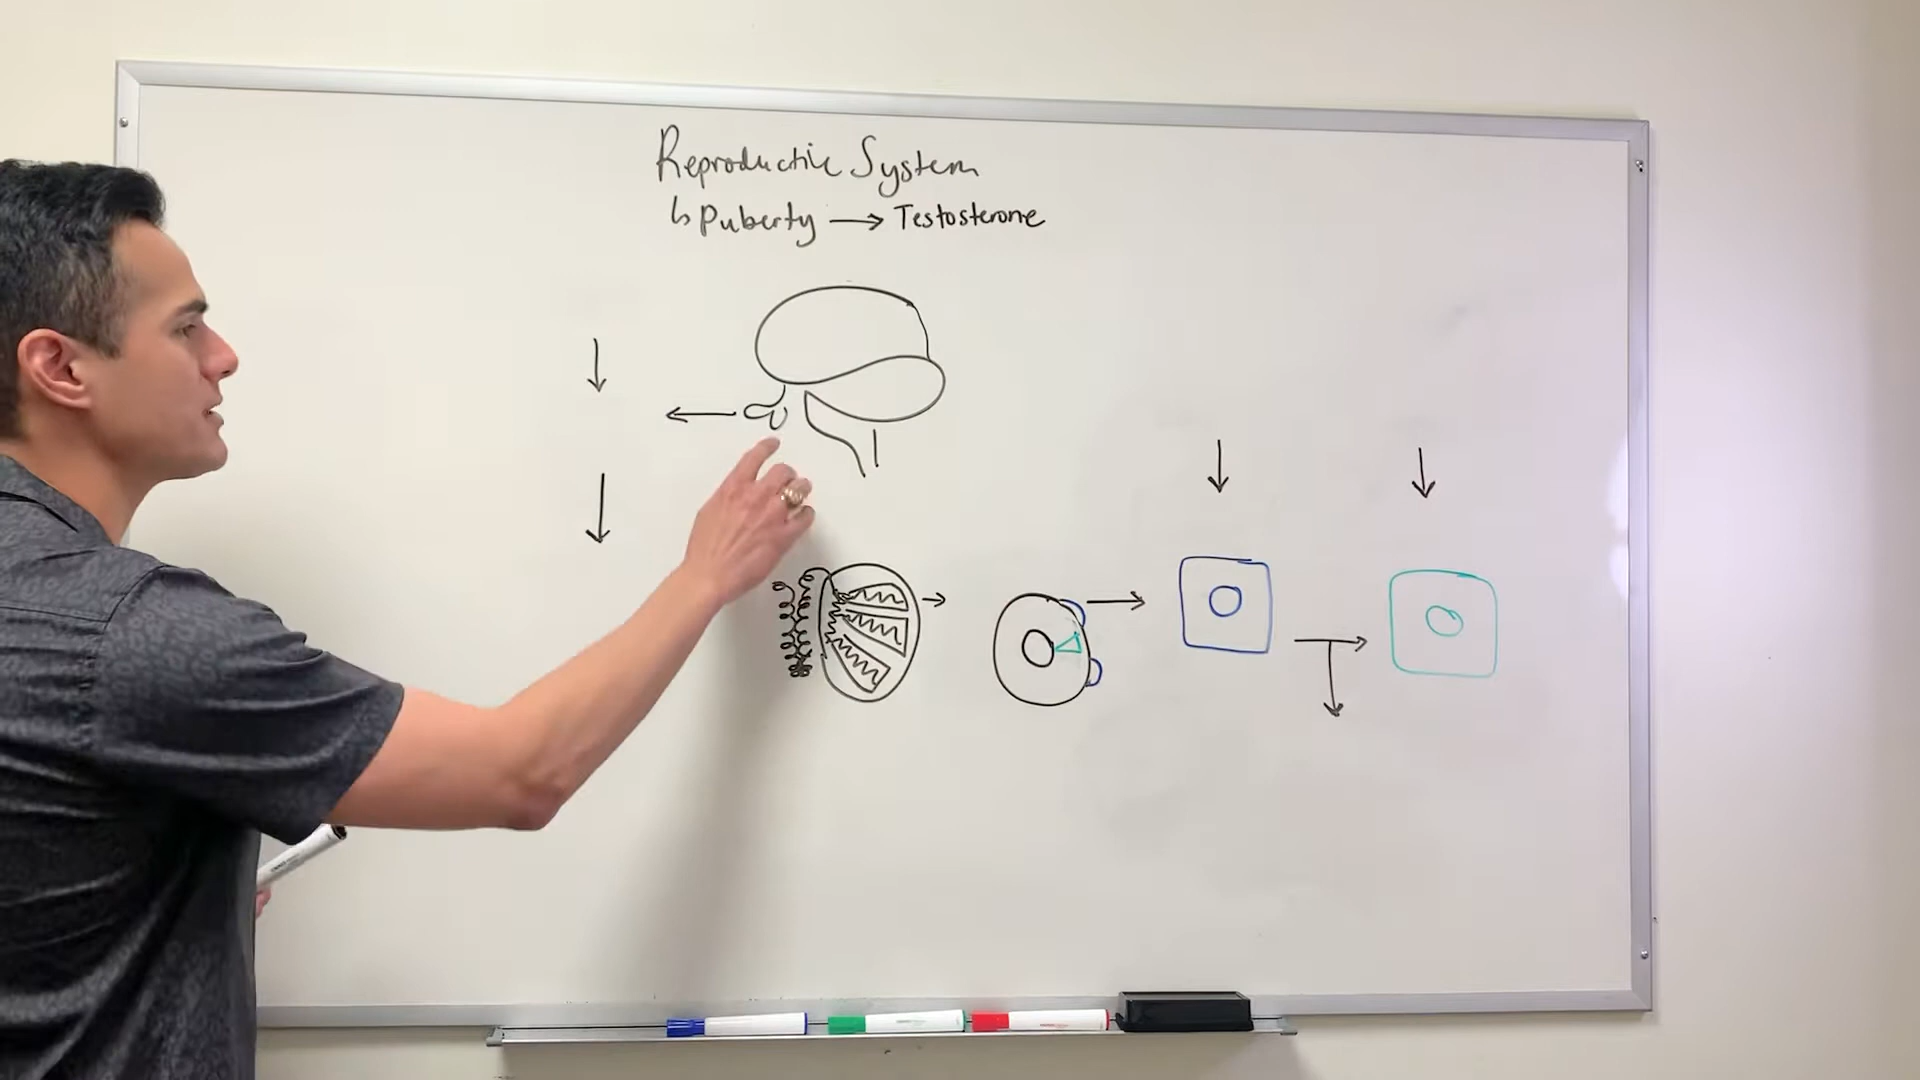 Reproductive System
↳ Puberty → Testosterone